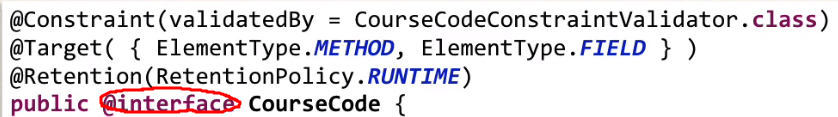 @Constraint(validatedBy = CourseCodeConstraintValidator.class)
@Target( { ElementType.METHOD, ElementType.FIELD } )
@Retention(RetentionPolicy.RUNTIME)
public @interface CourseCode {